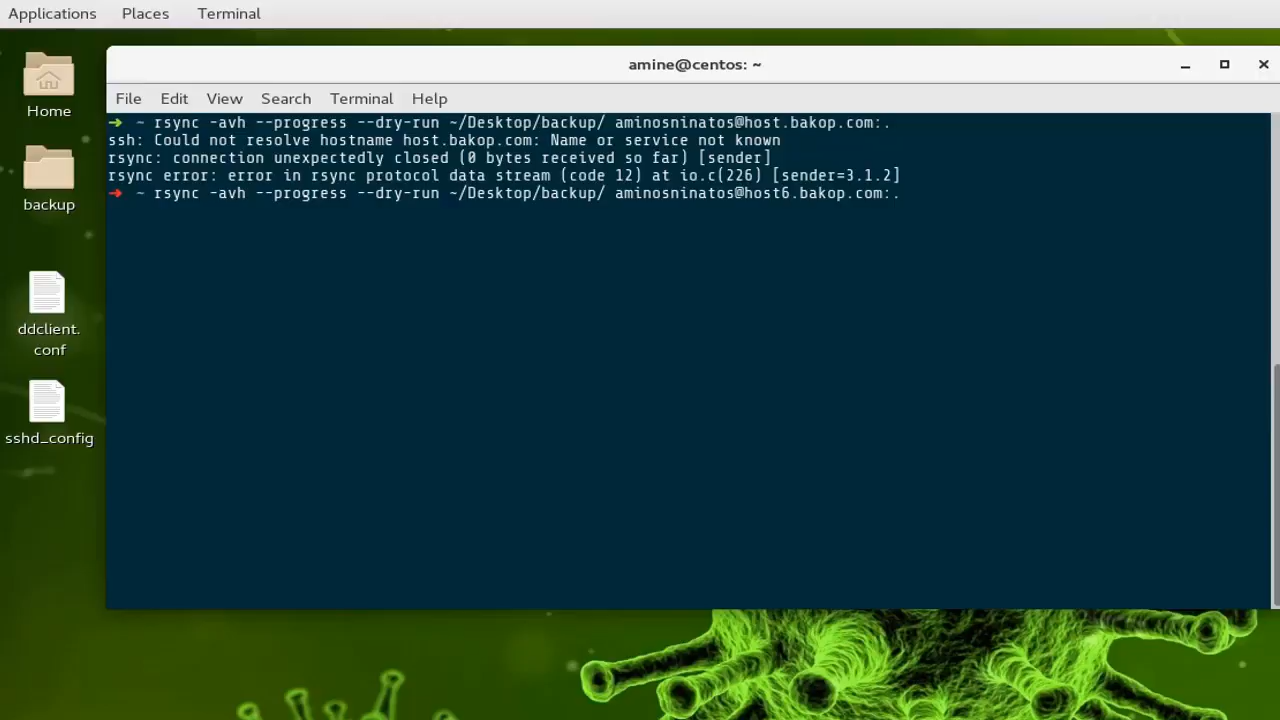 Applications Places Terminal
amine@centos: ~
File Edit View Search Terminal Help
➜ ~ rsync -avh --progress --dry-run ~/Desktop/backup/ aminosninatos@host.bakop.com:.
ssh: Could not resolve hostname host.bakop.com: Name or service not known
rsync: connection unexpectedly closed (0 bytes received so far) [sender]
rsync error: error in rsync protocol data stream (code 12) at io.c(226) [sender=3.1.2]
➜ ~ rsync -avh --progress --dry-run ~/Desktop/backup/ aminosninatos@host6.bakop.com:.
Home
backup
ddclient.
conf
sshd_config